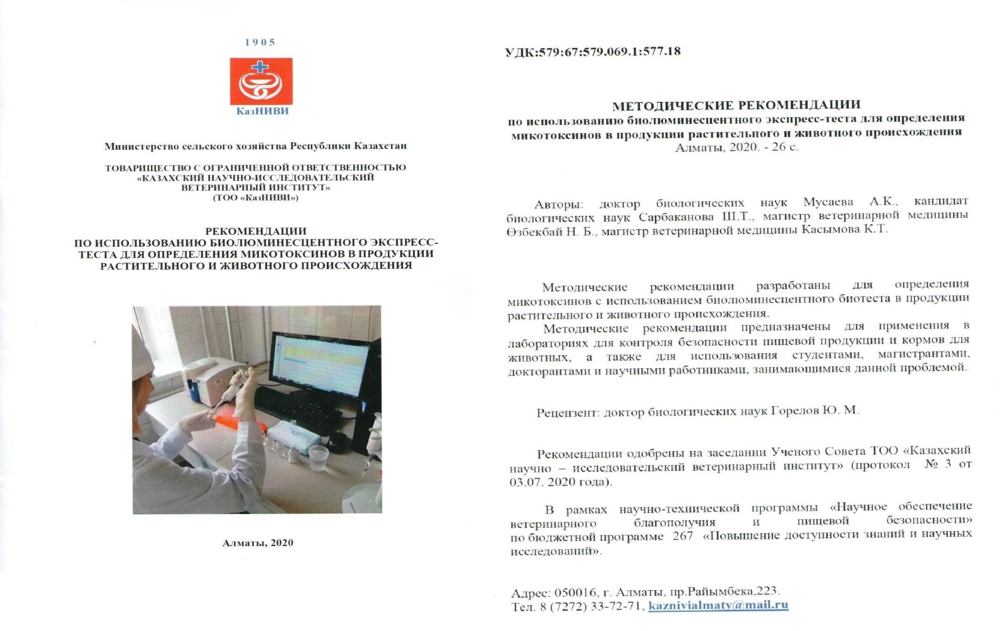 1905
КазНИВИ
Министерство сельского хозяйства Республики Казахстан
ТОВАРИЩЕСТВО С ОГРАНИЧЕННОЙ ОТВЕТСТВЕННОСТЬЮ
«КАЗАХСКИЙ НАУЧНО-ИССЛЕДОВАТЕЛЬСКИЙ
ВЕТЕРИНАРНЫЙ ИНСТИТУТ»
(ТОО «КазНИВИ»)
РЕКОМЕНДАЦИИ
ПО ИСПОЛЬЗОВАНИЮ БИОЛЮМИНЕСЦЕНТНОГО ЭКСПРЕСС-
ТЕСТА ДЛЯ ОПРЕДЕЛЕНИЯ МИКОТОКСИНОВ В ПРОДУКЦИИ
РАСТИТЕЛЬНОГО И ЖИВОТНОГО ПРОИСХОЖДЕНИЯ
Алматы, 2020
УДК:579:67:579.069.1:577.18
МЕТОДИЧЕСКИЕ РЕКОМЕНДАЦИИ
по использованию биолюминесцентного экспресс-теста для определения
микотоксинов в продукции растительного и животного происхождения
Алматы, 2020. - 26 с.
Авторы: доктор биологических наук Мусаева А.К., кандидат
биологических наук Сарбаканова Ш.Т., магистр ветеринарной медицины
Өзбекбай Н. Б., магистр ветеринарной медицины Касымова К.Т.
Методические рекомендации разработаны для определения
микотоксинов с использованием биолюминесцентного биотеста в продукции
растительного и животного происхождения.
Методические рекомендации предназначены для применения в
лабораториях для контроля безопасности пищевой продукции и кормов для
животных, а также для использования студентами, магистрантами,
докторантами и научными работниками, занимающимися данной проблемой.
Рецензент: доктор биологических наук Горелов Ю. М.
Рекомендации одобрены на заседании Ученого Совета ТОО «Казахский
научно – исследовательский ветеринарный институт» (протокол № 3 от
03.07. 2020 года).
В рамках научно-технической программы «Научное обеспечение
ветеринарного благополучия и пищевой безопасности»
по бюджетной программе 267 «Повышение доступности знаний и научных
исследований».
Адрес: 050016, г. Алматы, пр.Райымбека,223.
Тел. 8 (7272) 33-72-71, kaznivialmaty@mail.ru